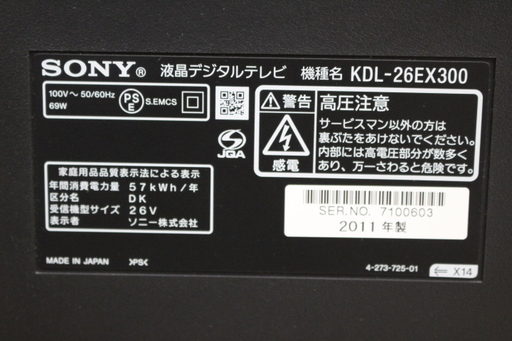 SONY® 液晶デジタルテレビ 機種名 KDL-26EX300
100V～50/60Hz
69W
PS
E
S.EMCS
JQA
警告
感電
高圧注意
サービスマン以外の方は
裏ぶたをあけないでください。
内部には高電圧部分が数多く
あり、万一さわると危険です。
家庭用品品質表示法による表示
年間消費電力量 57kWh/年
区分名 DK
受信機型サイズ 26V
表示者 ソニー株式会社
SER.NO. 7100603
2011年製
MADE IN JAPAN >PS<
4-273-725-01
X14